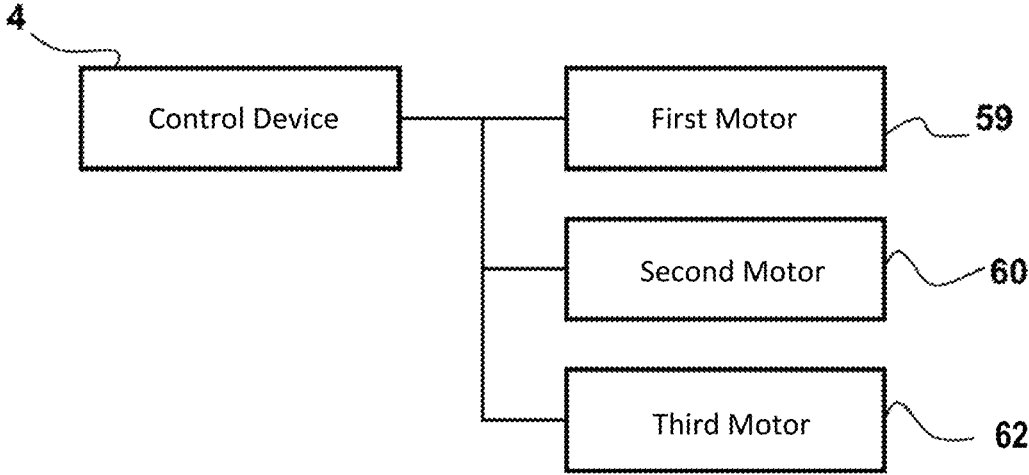 4
Control Device
First Motor
59
Second Motor
60
Third Motor
62